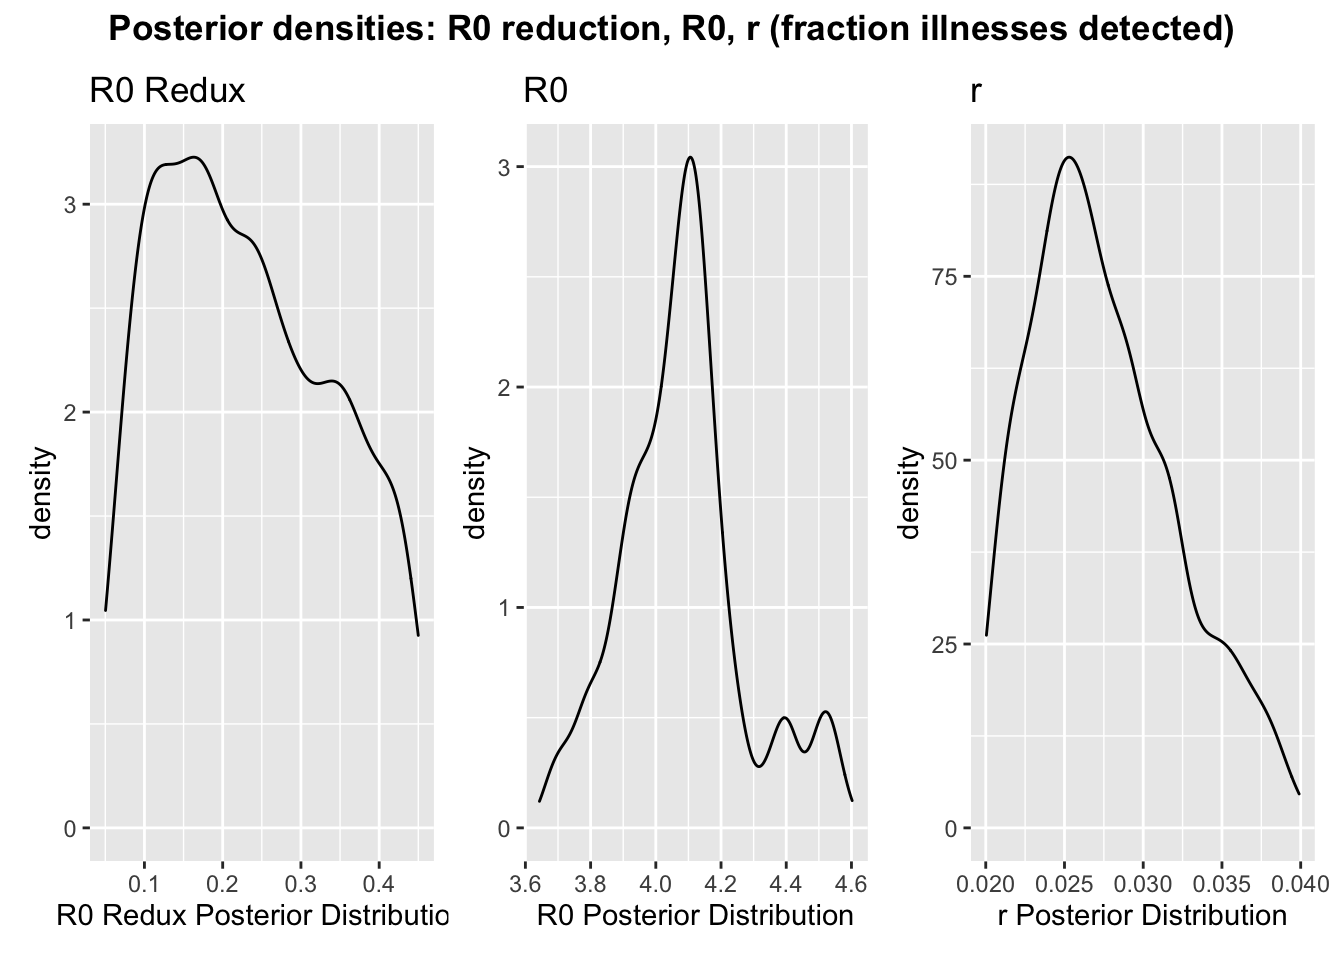 Posterior densities: R0 reduction, R0, r (fraction illnesses detected)
R0 Redux
3
2
1
0
density
0.1 0.2 0.3 0.4
R0 Redux Posterior Distributio
R0
3
2
1
0
density
3.6 3.8 4.0 4.2 4.4 4.6
R0 Posterior Distribution
r
75
50
25
0
density
0.020 0.025 0.030 0.035 0.040
r Posterior Distribution